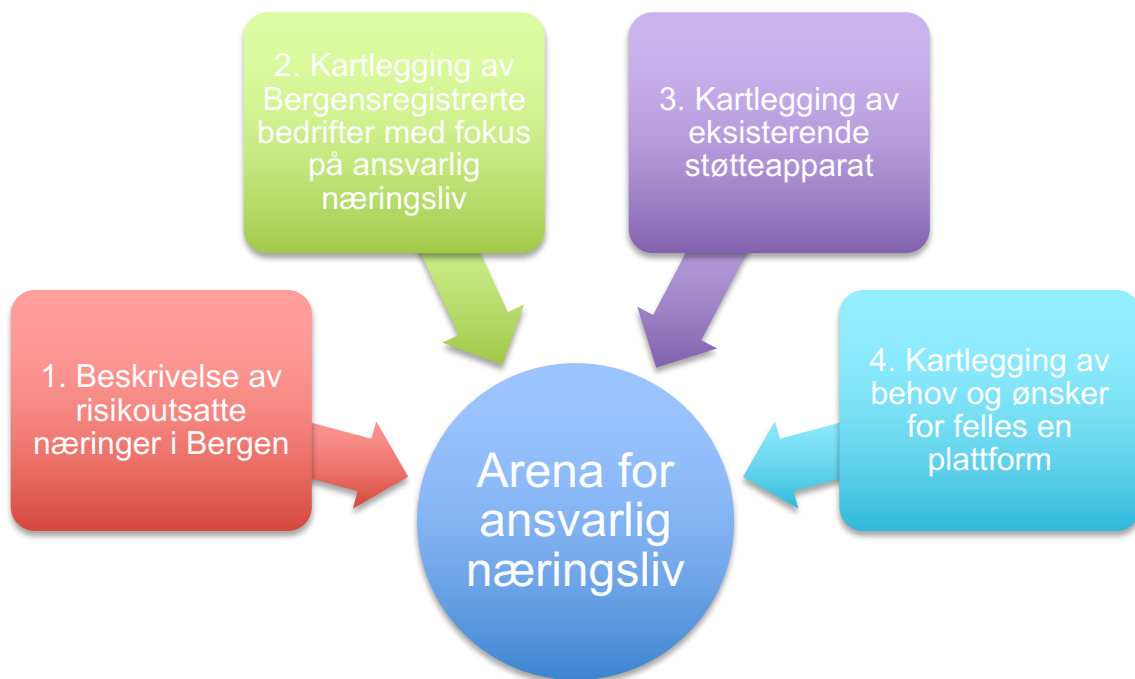 1. Beskrivelse av
risikoutsatte
næringer i Bergen
2. Kartlegging av
Bergensregistrerte
bedrifter med fokus
på ansvarlig
næringsliv
3. Kartlegging av
eksisterende
støtteapparat
4. Kartlegging av
behov og ønsker
for felles en
plattform
Arena for
ansvarlig
næringsliv